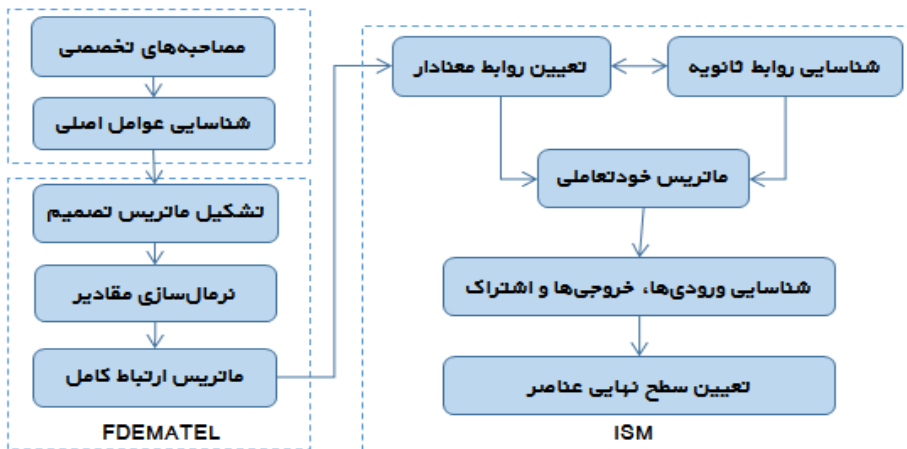 مصاحبه‌های تخصصی
شناسایی عوامل اصلی
تشکیل ماتریس تصمیم
نرمال‌سازی مقادیر
ماتریس ارتباط کامل
FDEMATEL
تعیین روابط معنادار
شناسایی روابط ثانویه
ماتریس خودتعاملی
شناسایی ورودی‌ها، خروجی‌ها و اشتراک
تعیین سطح نهایی عناصر
ISM